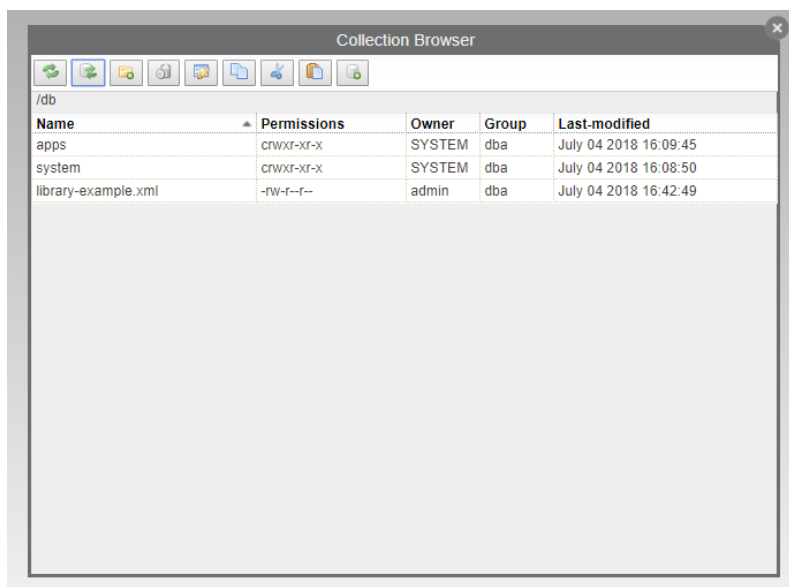 Collection Browser
/db
Name Permissions Owner Group Last-modified
apps crwxr-xr-x SYSTEM dba July 04 2018 16:09:45
system crwxr-xr-x SYSTEM dba July 04 2018 16:08:50
library-example.xml -rw-r--r-- admin dba July 04 2018 16:42:49